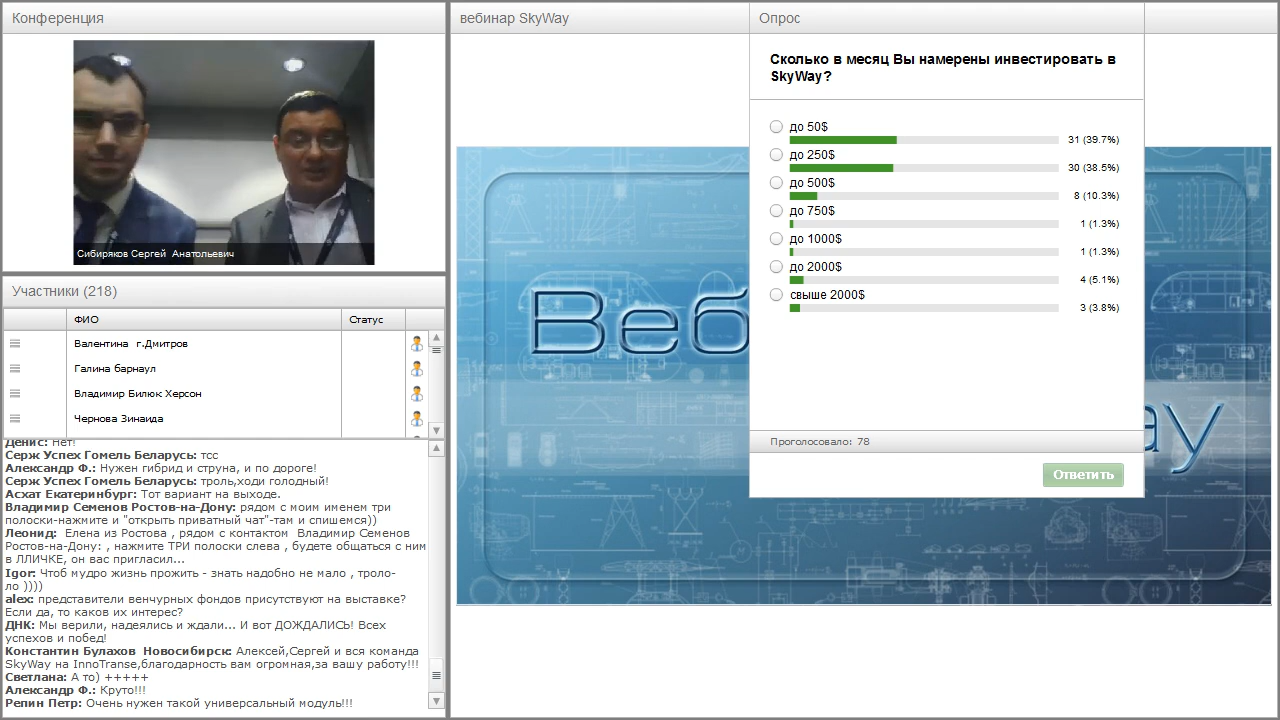 Конференция
Сибиряков Сергей Анатольевич
Участники (218)
ФИО Статус
Валентина г.Дмитров
Галина барнаул
Владимир Билюк Херсон
Чернова Зинаида
Денис: Нет!
Серж Успех Гомель Беларусь: тсс
Александр Ф.: Нужен гибрид и струна, и по дороге!
Серж Успех Гомель Беларусь: троль,ходи голодный!
Асхат Екатеринбург: Тот вариант на выходе.
Владимир Семенов Ростов-на-Дону: рядом с моим именем три
полоски-нажмите и "открыть приватный чат"-там и спишемся))
Леонид: Елена из Ростова , рядом с контактом Владимир Семенов
Ростов-на-Дону: , нажмите ТРИ полоски слева , будете общаться с ним
в ЛЛИЧКЕ, он вас пригласил...
Igor: Чтоб мудро жизнь прожить - знать надобно не мало , троло-
ло ))))
alex: представители венчурных фондов присутствуют на выставке?
Если да, то каков их интерес?
ДНК: Мы верили, надеялись и ждали... И вот ДОЖДАЛИСЬ! Всех
успехов и побед!
Константин Булахов Новосибирск: Алексей,Сергей и вся команда
SkyWay на InnoTranse,благодарность вам огромная,за вашу работу!!!
Светлана: А то) +++++
Александр Ф.: Круто!!!
Репин Петр: Очень нужен такой универсальный модуль!!!
вебинар SkyWay
Веб
ay
Опрос
Сколько в месяц Вы намерены инвестировать в
SkyWay?
до 50$
31 (39.7%)
до 250$
30 (38.5%)
до 500$
8 (10.3%)
до 750$
1 (1.3%)
до 1000$
1 (1.3%)
до 2000$
4 (5.1%)
свыше 2000$
3 (3.8%)
Проголосовало: 78
Ответить